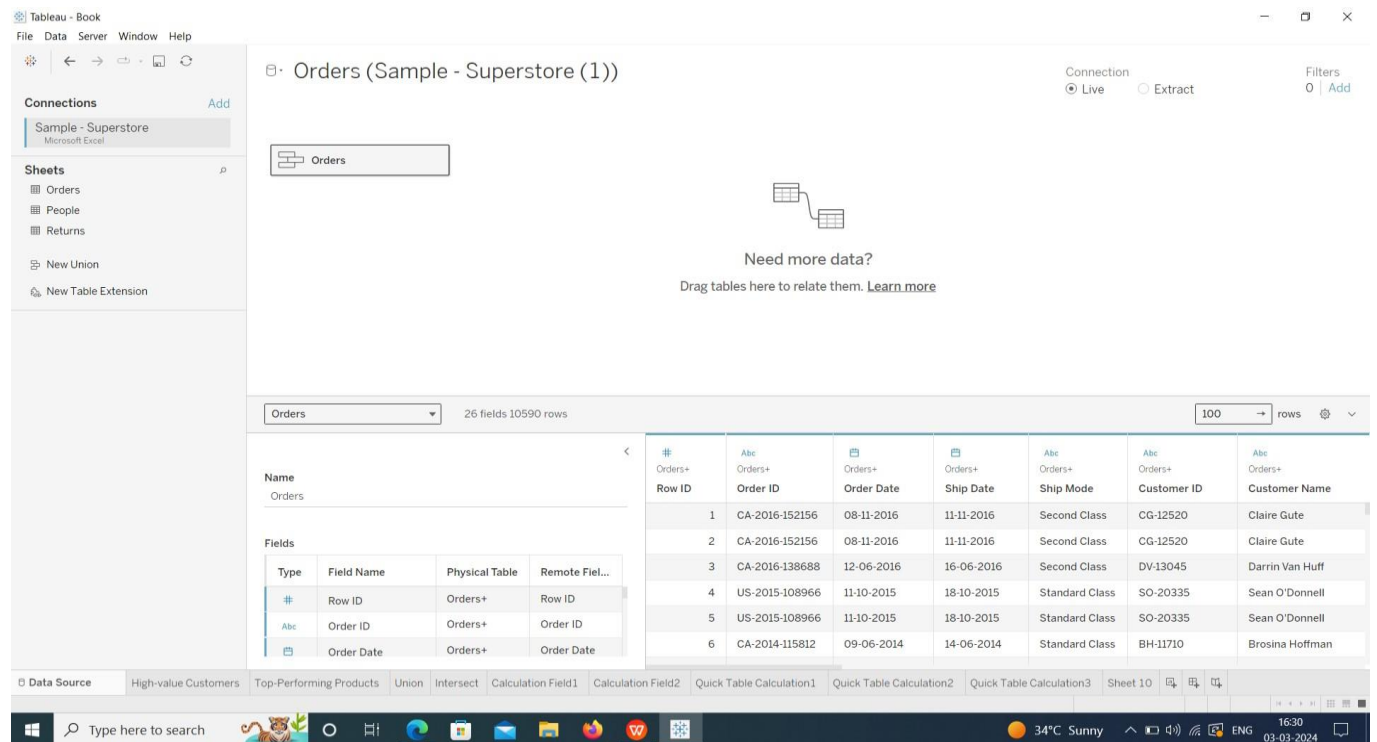 Tableau - Book
File Data Server Window Help
Connections Add
Sample - Superstore
Microsoft Excel
Sheets
Orders
People
Returns
New Union
New Table Extension
Orders (Sample - Superstore (1))
Connection
Live Extract
Filters
0 Add
Orders
Need more data?
Drag tables here to relate them. Learn more
Orders 26 fields 10590 rows 100 → rows
Name
Orders
Fields
Type Field Name Physical Table Remote Fiel...
# Row ID Orders+ Row ID
Abc Order ID Orders+ Order ID
Order Date Orders+ Order Date
# Abc Abc Abc Abc
Orders+ Orders+ Orders+ Orders+ Orders+ Orders+ Orders+
Row ID Order ID Order Date Ship Date Ship Mode Customer ID Customer Name
1 CA-2016-152156 08-11-2016 11-11-2016 Second Class CG-12520 Claire Gute
2 CA-2016-152156 08-11-2016 11-11-2016 Second Class CG-12520 Claire Gute
3 CA-2016-138688 12-06-2016 16-06-2016 Second Class DV-13045 Darrin Van Huff
4 US-2015-108966 11-10-2015 18-10-2015 Standard Class SO-20335 Sean O'Donnell
5 US-2015-108966 11-10-2015 18-10-2015 Standard Class SO-20335 Sean O'Donnell
6 CA-2014-115812 09-06-2014 14-06-2014 Standard Class BH-11710 Brosina Hoffman
Data Source High-value Customers Top-Performing Products Union Intersect Calculation Field1 Calculation Field2 Quick Table Calculation1 Quick Table Calculation2 Quick Table Calculation3 Sheet 10
Type here to search 34°C Sunny ENG 16:30
03-03-2024